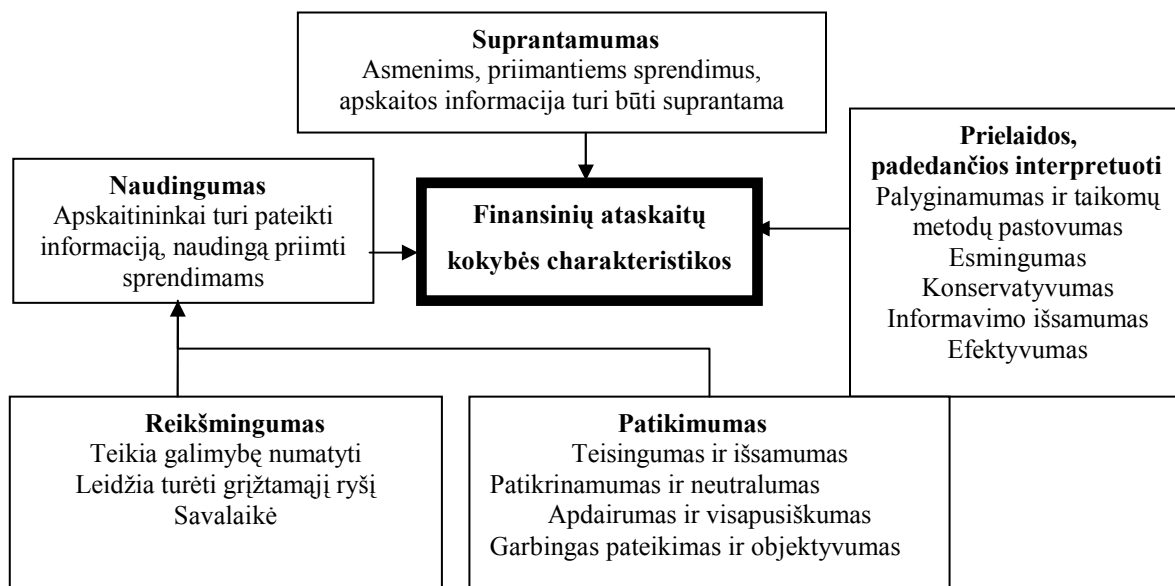 Suprantamumas
Asmenims, priimantiems sprendimus,
apskaitos informacija turi būti suprantama
Naudingumas
Apskaitininkai turi pateikti
informaciją, naudingą priimti
sprendimams
Finansinių ataskaitų
kokybės charakteristikos
Prielaidos,
padedančios interpretuoti
Palyginamumas ir taikomų
metodų pastovumas
Esmingumas
Konservatyvumas
Informavimo išsamumas
Efektyvumas
Reikšmingumas
Teikia galimybę numatyti
Leidžia turėti grįžtamąjį ryšį
Savalaikė
Patikimumas
Teisingumas ir išsamumas
Patikrinamumas ir neutralumas
Apdairumas ir visapusiškumas
Garbingas pateikimas ir objektyvumas